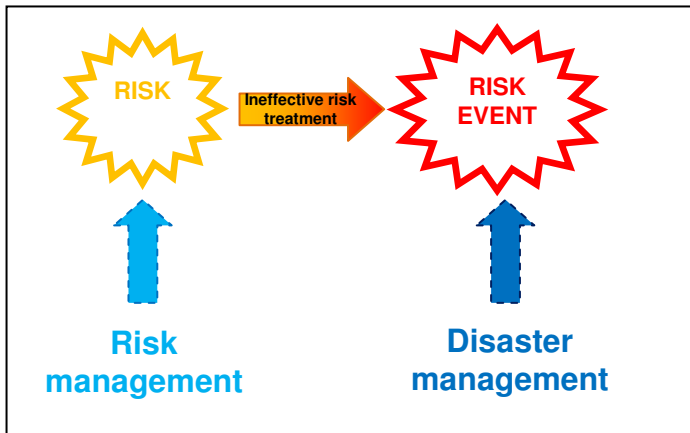 RISK
Ineffective risk
treatment
RISK
EVENT
Risk
management
Disaster
management